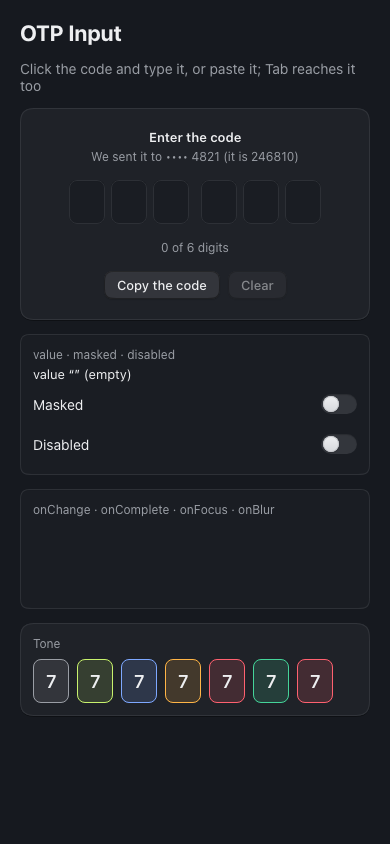 OTP Input
Click the code and type it, or paste it; Tab reaches it
too
Enter the code
We sent it to •••• 4821 (it is 246810)
0 of 6 digits
Copy the code
Clear
value · masked · disabled
value “” (empty)
Masked
Disabled
onChange · onComplete · onFocus · onBlur
Tone
7 7 7 7 7 7 7